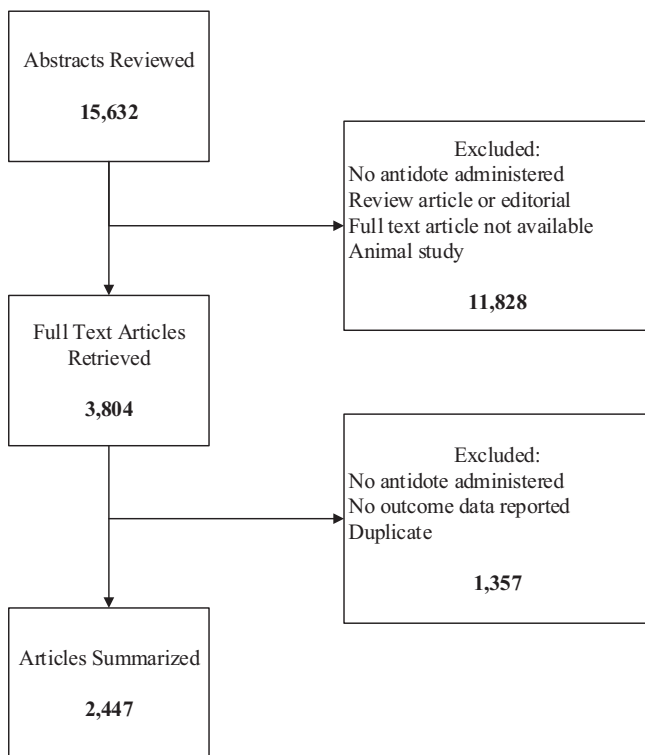 Abstracts Reviewed
15,632
Excluded:
No antidote administered
Review article or editorial
Full text article not available
Animal study
11,828
Full Text Articles
Retrieved
3,804
Excluded:
No antidote administered
No outcome data reported
Duplicate
1,357
Articles Summarized
2,447